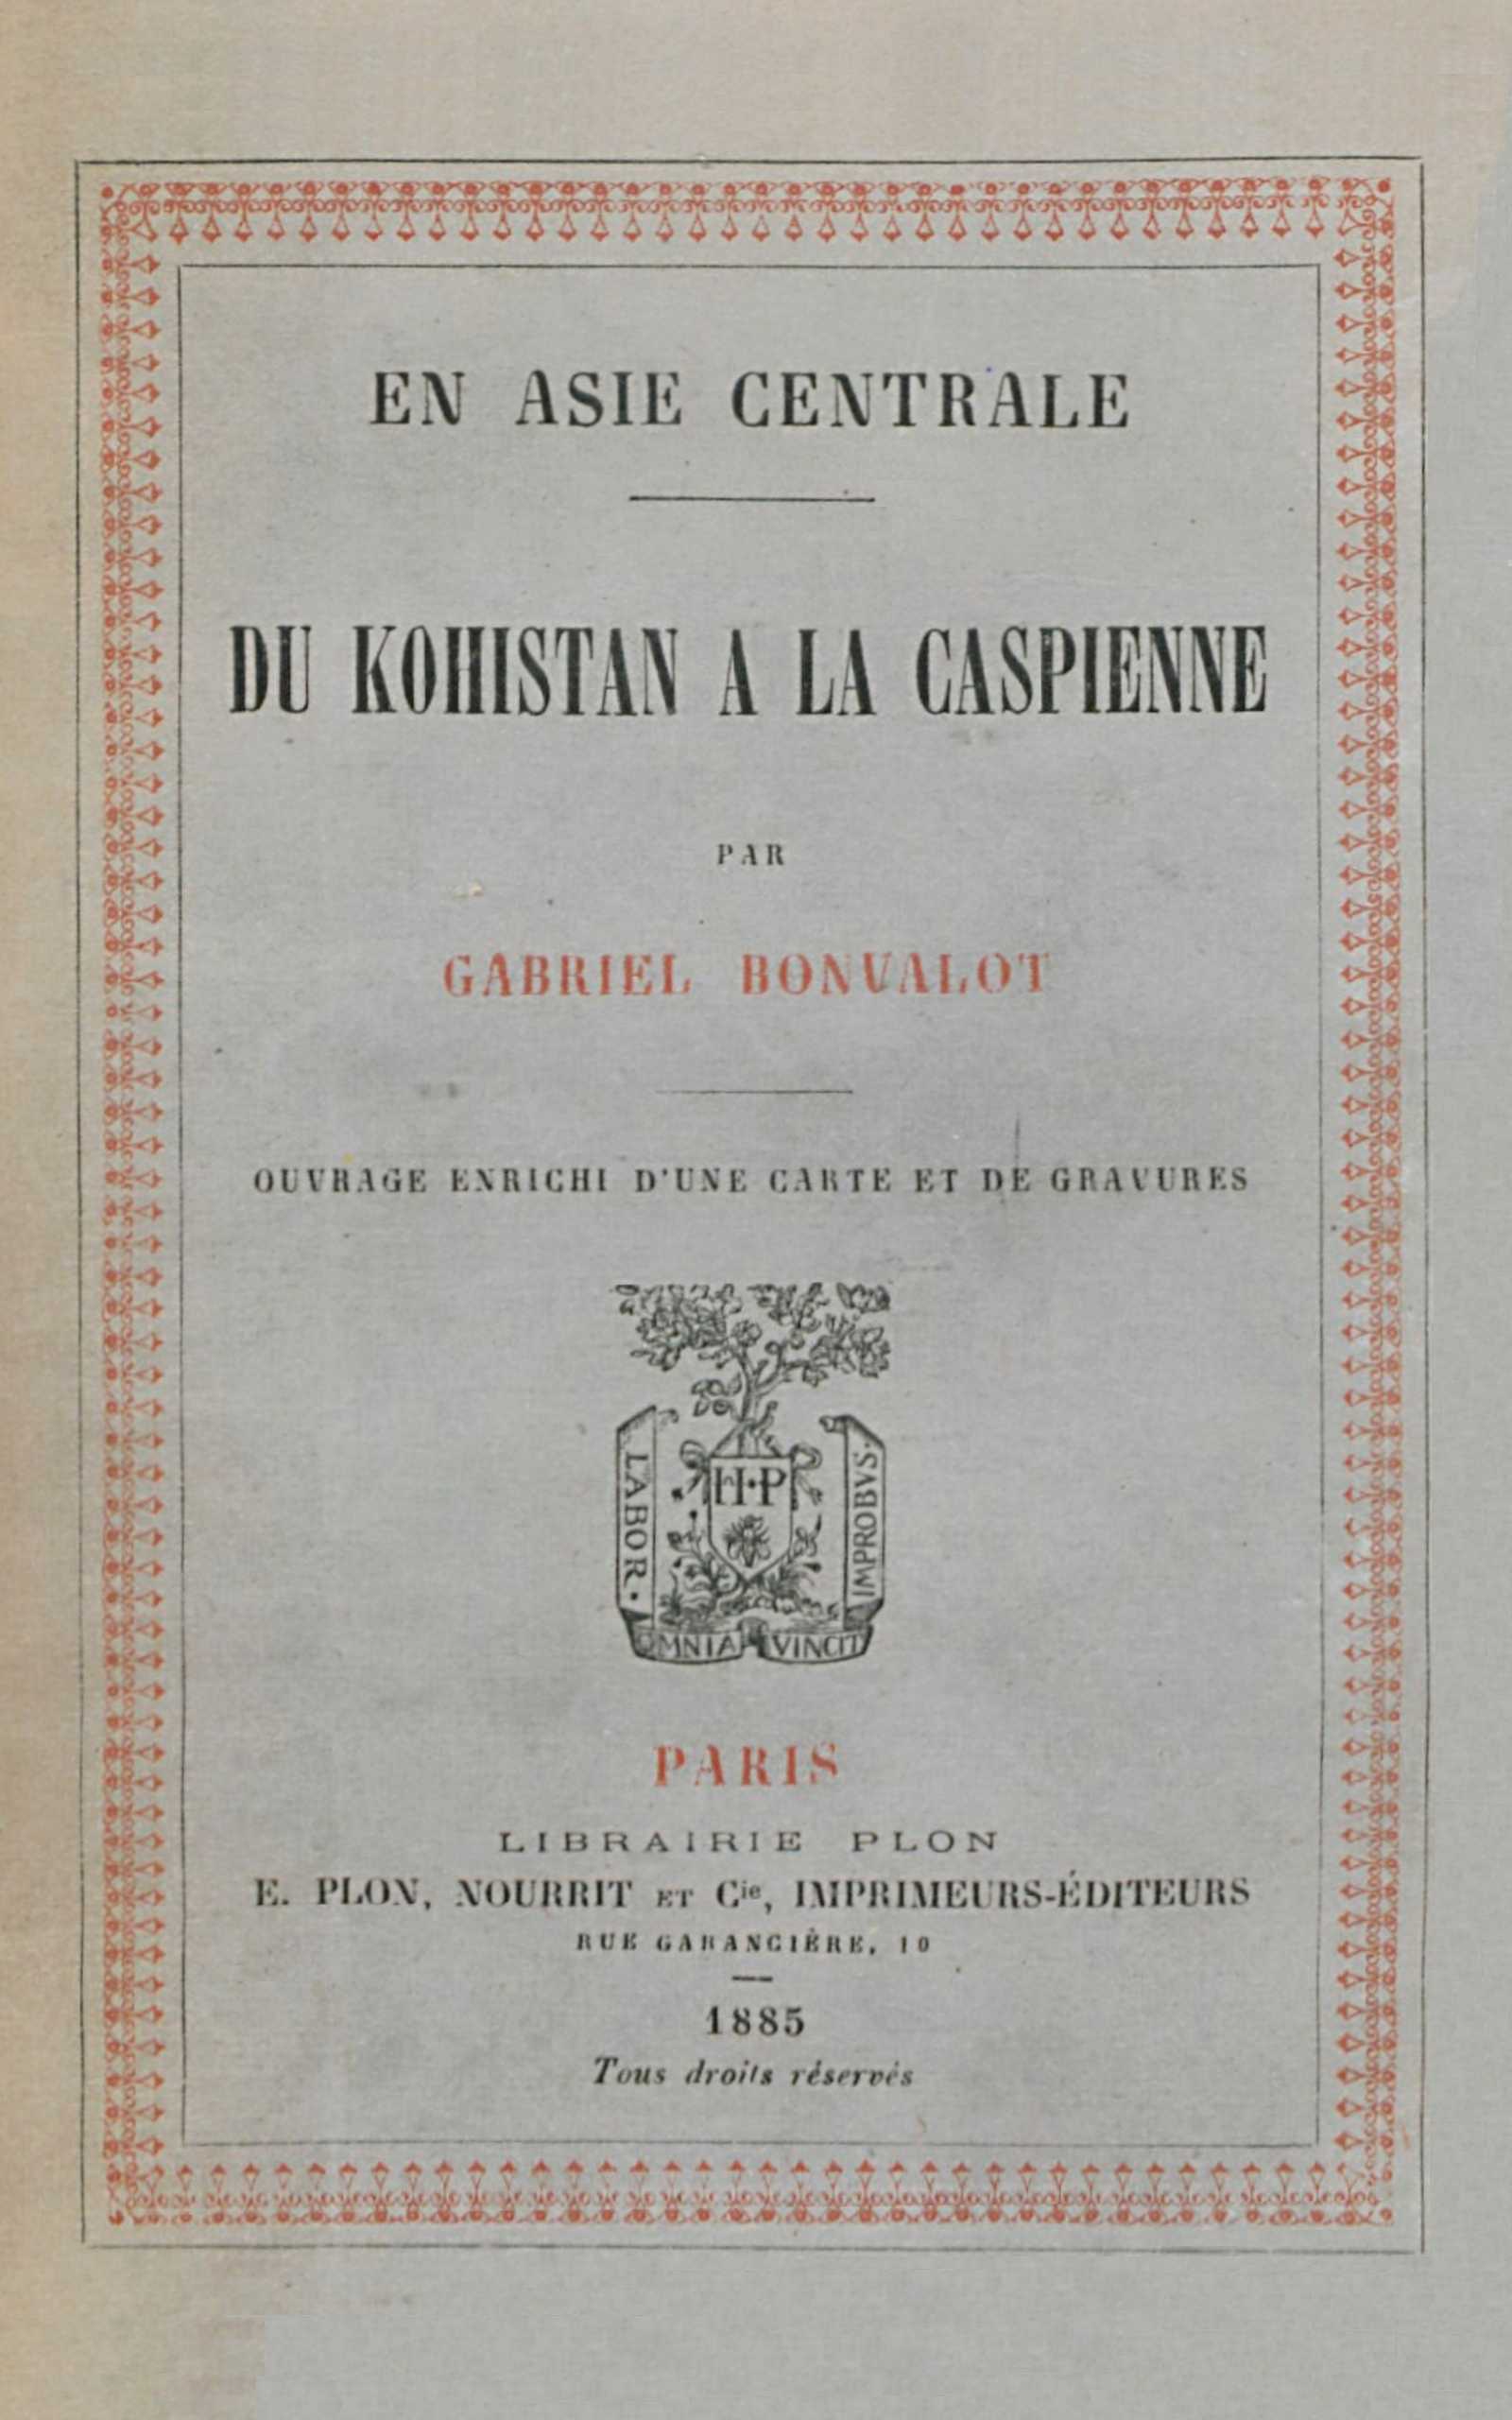 EN ASIE CENTRALE
DU KOHISTAN A LA CASPIENNE
PAR
GABRIEL BONVALOT
OUVRAGE ENRICHI D'UNE CARTE ET DE GRAVURES
H·P
LABOR.
IMPROBVS.
OMNIA VINCIT
PARIS
LIBRAIRIE PLON
E. PLON, NOURRIT ET Cie, IMPRIMEURS-ÉDITEURS
RUE GARANCIÈRE, 10
1885
Tous droits réservés